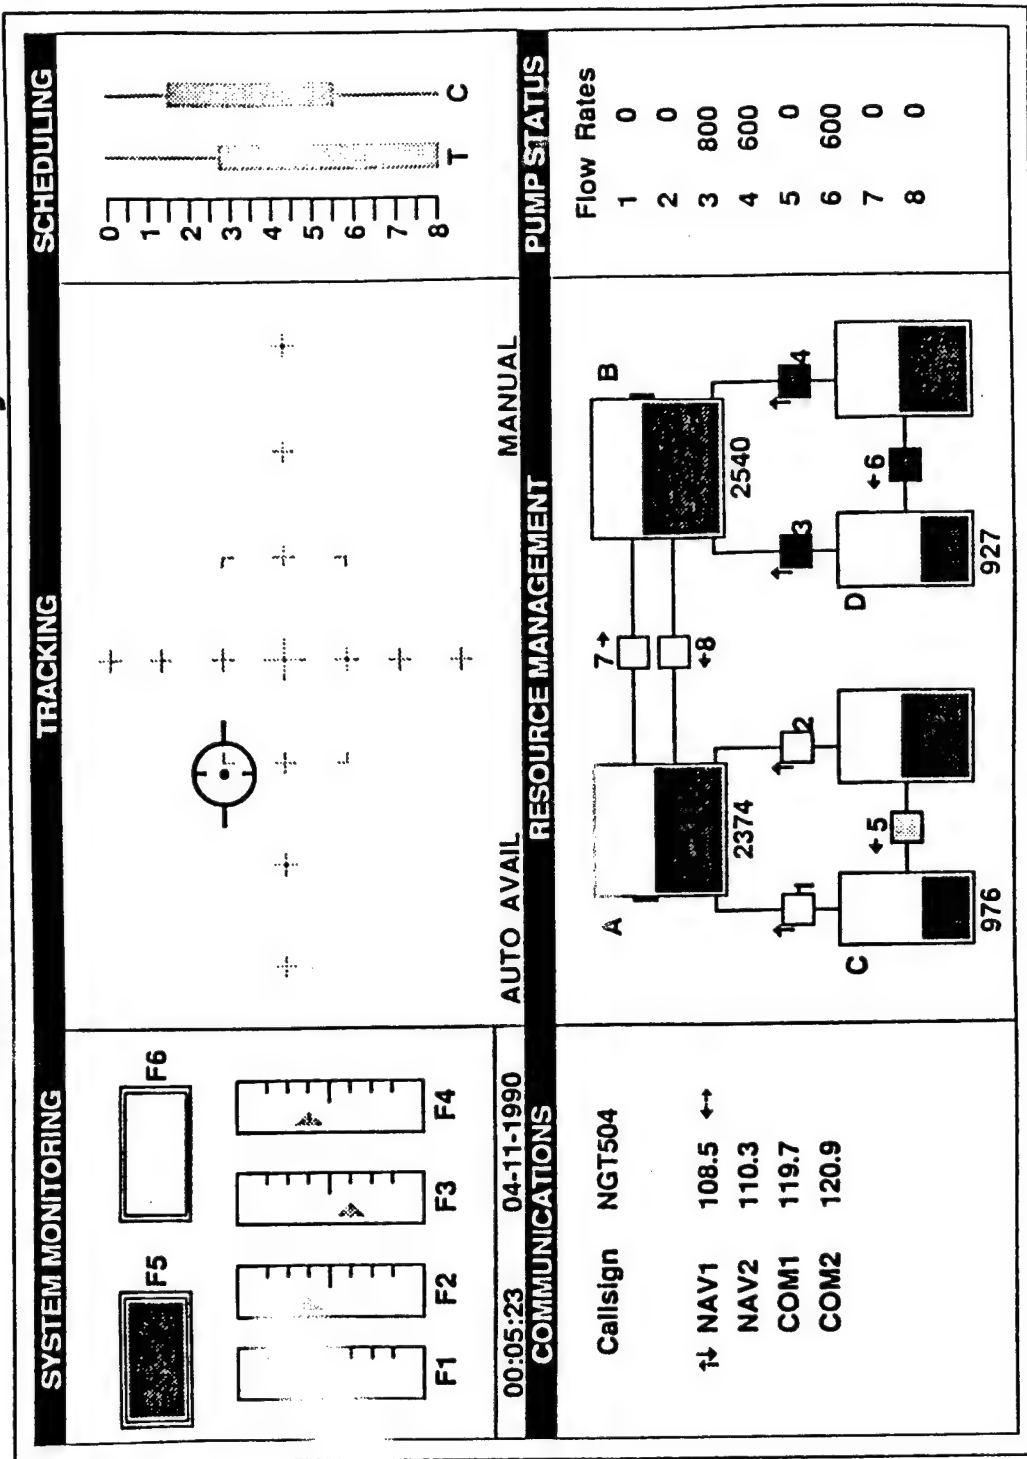 SYSTEM MONITORING
F5
F6
F1
F2
F3
F4
00:05:23
04-11-1990
TRACKING
AUTO AVAIL
MANUAL
SCHEDULING
0
1
2
3
4
5
6
7
8
T
C
COMMUNICATIONS
Callsign NGT504
↑↓ NAV1 108.5 ←→
NAV2 110.3
COM1 119.7
COM2 120.9
RESOURCE MANAGEMENT
A
B
7→
2374
←8
2540
↑1
↑2
↑3
↑4
C
←5
D
←6
976
927
PUMP STATUS
Flow Rates
1 0
2 0
3 800
4 600
5 0
6 600
7 0
8 0